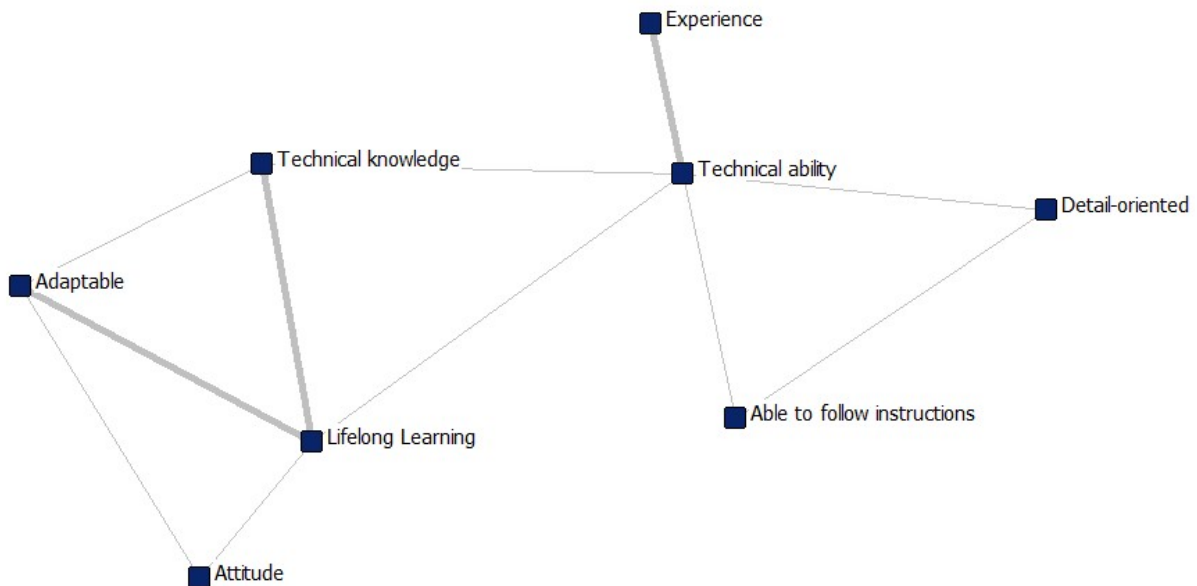 Experience
Technical knowledge
Technical ability
Detail-oriented
Adaptable
Able to follow instructions
Lifelong Learning
Attitude